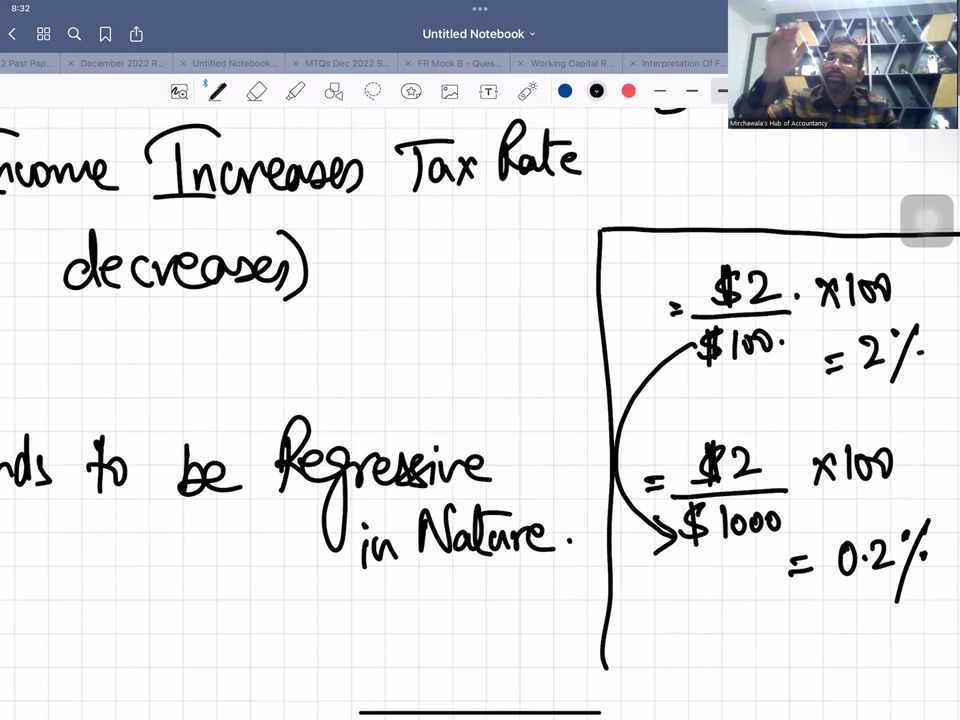 8:32
Untitled Notebook
2 Past Pap...
December 2022 R...
Untitled Notebook...
MTQs Dec 2022 S...
FR Mock B - Ques...
Working Capital R...
Interpretation Of F...
Mirchawala's Hub of Accountancy
ncome Increases Tax Rate
decreases)
nds to be Regressive
in Nature.
= $2 . ×100
$100.
= 2%
= $2 ×100
$1000
= 0.2%